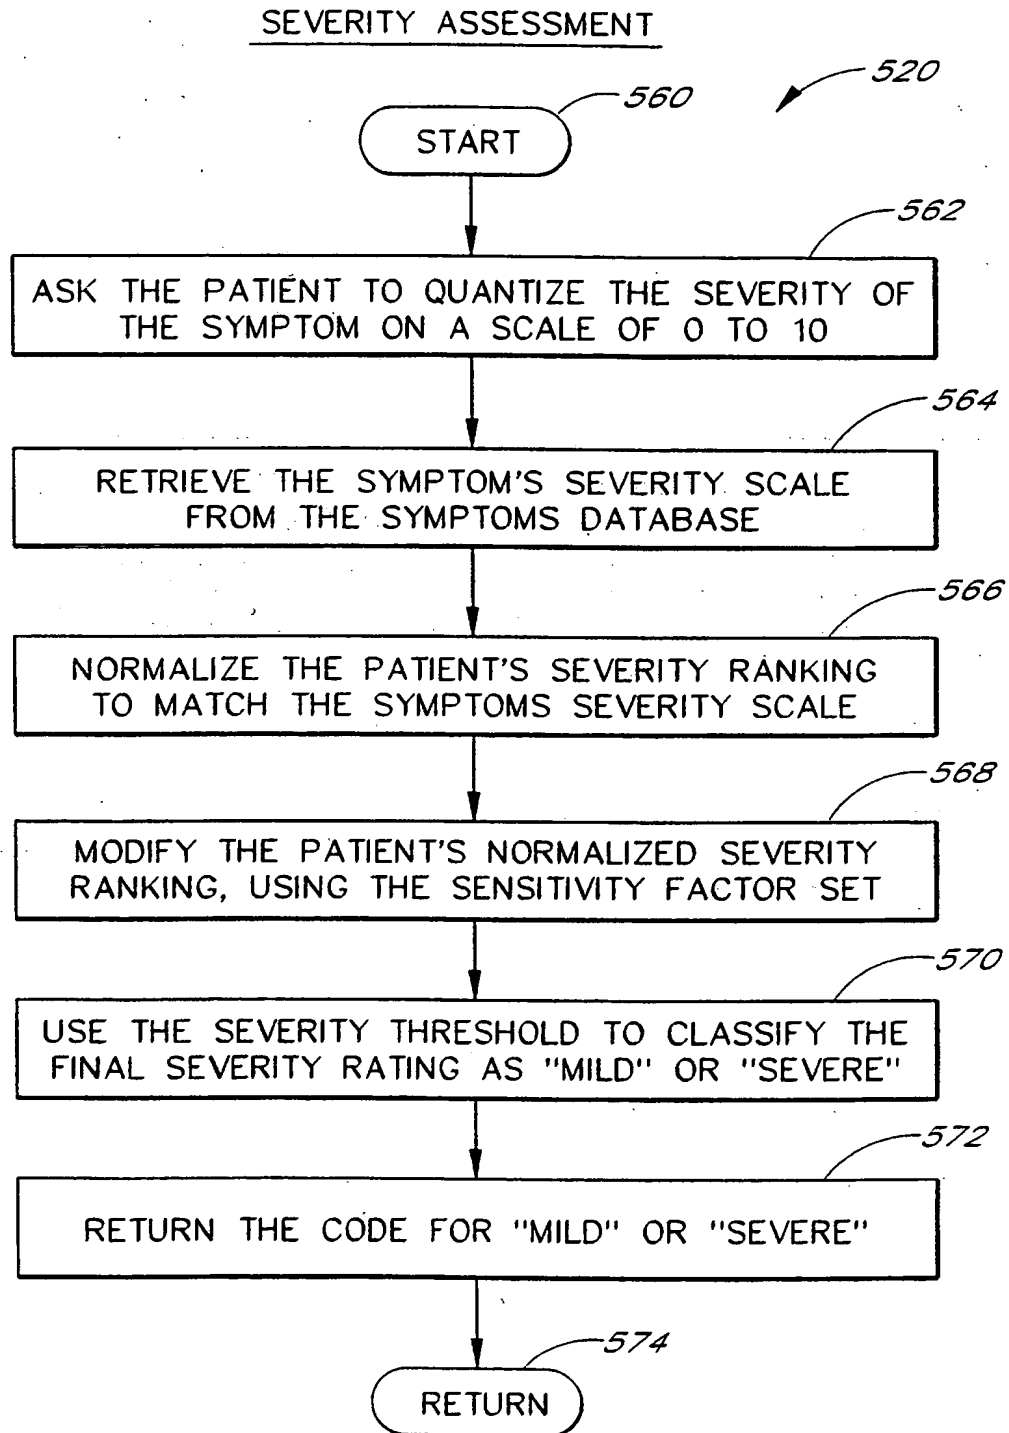 SEVERITY ASSESSMENT
520
560
START
562
ASK THE PATIENT TO QUANTIZE THE SEVERITY OF
THE SYMPTOM ON A SCALE OF 0 TO 10
564
RETRIEVE THE SYMPTOM'S SEVERITY SCALE
FROM THE SYMPTOMS DATABASE
566
NORMALIZE THE PATIENT'S SEVERITY RANKING
TO MATCH THE SYMPTOMS SEVERITY SCALE
568
MODIFY THE PATIENT'S NORMALIZED SEVERITY
RANKING, USING THE SENSITIVITY FACTOR SET
570
USE THE SEVERITY THRESHOLD TO CLASSIFY THE
FINAL SEVERITY RATING AS "MILD" OR "SEVERE"
572
RETURN THE CODE FOR "MILD" OR "SEVERE"
574
RETURN